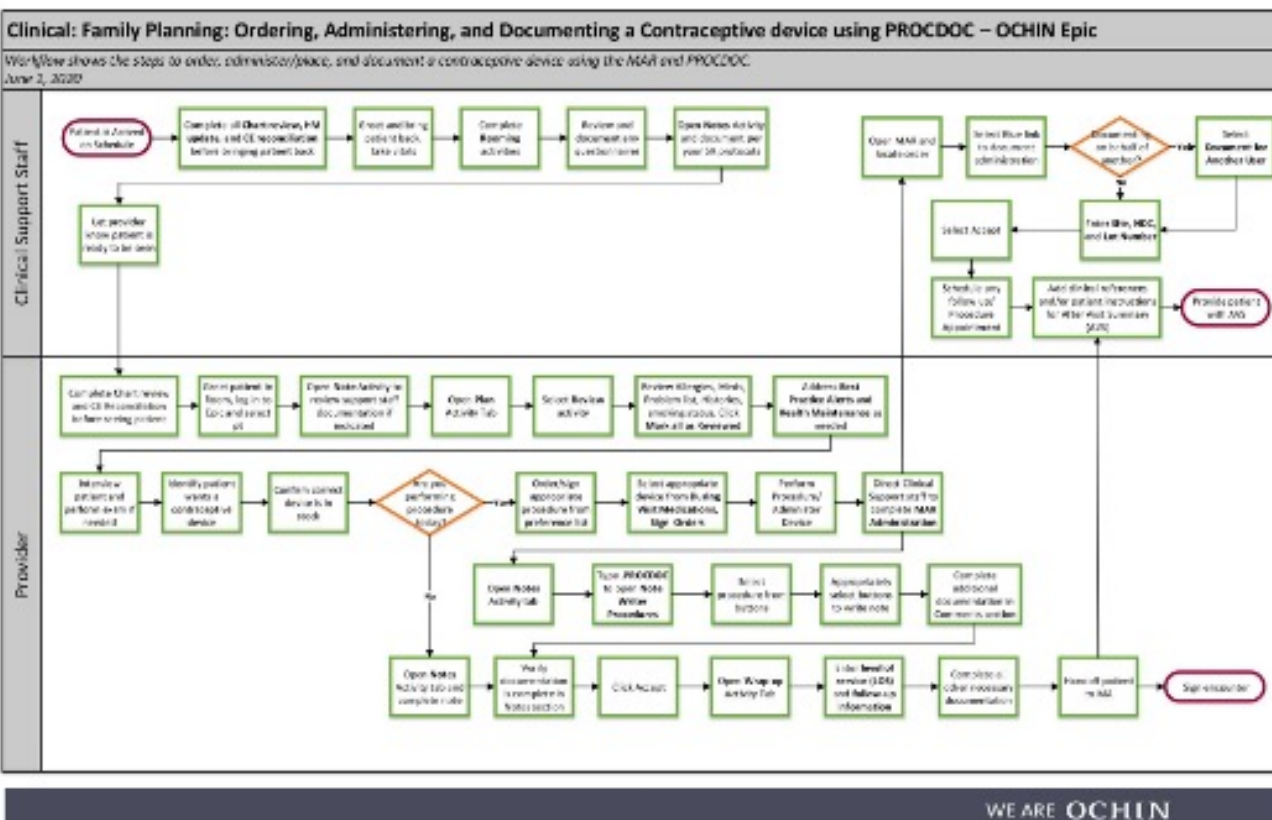 Clinical: Family Planning: Ordering, Administering, and Documenting a Contraceptive device using PROCDOC – OCHIN Epic
Workflow shows the steps to order, administer/place, and document a contraceptive device using the MAR and PROCDOC.
June 1, 2020
Clinical Support Staff
Patient is Arrived
on Schedule
Complete all Chart review, HM
update, and CE reconciliation
before bringing patient back
Greet and bring
patient back,
take vitals
Complete
Rooming
activities
Review and
document any
questionnaires
Open Notes Activity
and document per
your SR protocols
Let provider
know patient is
ready to be seen
Open MAR and
locate order
Select Blue link
to document
administration
Documenting
on behalf of
another?
Yes
No
Select
Document for
Another User
Enter Site, NDC,
and Lot Number
Select Accept
Schedule any
follow up/
Procedure
Appointment
Add clinical references
and/or patient instructions
for After Visit Summary
(AVS)
Provide patient
with AVS
Provider
Complete Chart review
and CE Reconciliation
before seeing patient
Greet patient in
Room, log in to
Epic and select
pt
Open Note Activity to
review support staff
documentation if
indicated
Open Plan
Activity Tab
Select Review
activity
Review Allergies, Meds,
Problem list, Histories,
smoking status. Click
Mark all as Reviewed
Address Best
Practice Alerts and
Health Maintenance as
needed
Interview
patient and
perform exam if
needed
Identify patient
wants a
contraceptive
device
Confirm correct
device is in
stock
Are you
performing
procedure
today?
Yes
No
Order/sign
appropriate
procedure from
preference list
Select appropriate
device from During
Visit Medications,
Sign Orders
Perform
Procedure/
Administer
Device
Direct Clinical
Support staff to
complete MAR
Administration
Open Notes
Activity tab
Type PROCDOC
to open Note
Writer
Procedures
Select
procedure from
buttons
Appropriately
select buttons
to write note
Complete
additional
documentation in
Comments section
Open Notes
Activity tab and
complete note
Verify
documentation
is complete in
Notes section
Click Accept
Open Wrap up
Activity Tab
Enter level of
service (LOS)
and follow-up
information
Complete all
other necessary
documentation
Hand off patient
to MA
Sign encounter
WE ARE OCHIN